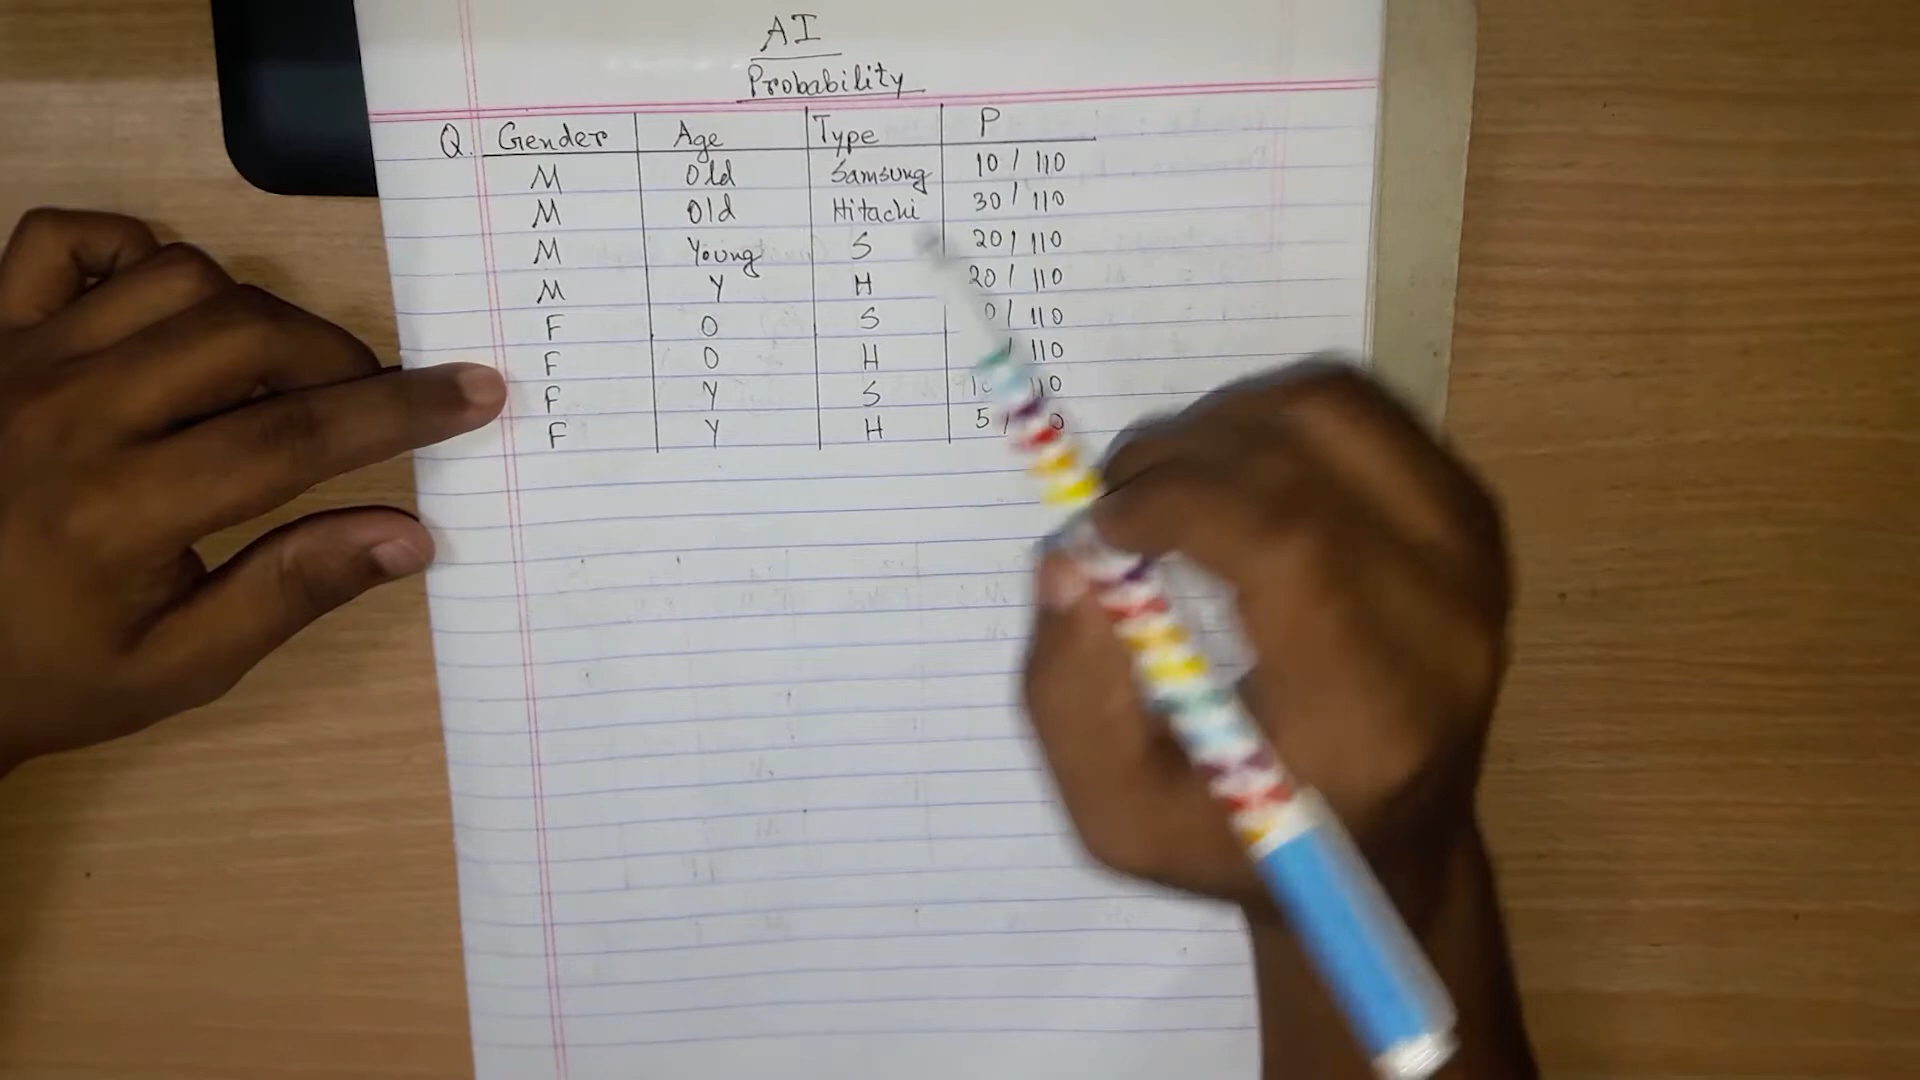 AI
Probability
Q. Gender Age Type P
M Old Samsung 10 / 110
M Old Hitachi 30 / 110
M Young S 20 / 110
M Y H 20 / 110
F O S / 110
F O H / 110
F Y S
F Y H 5 /